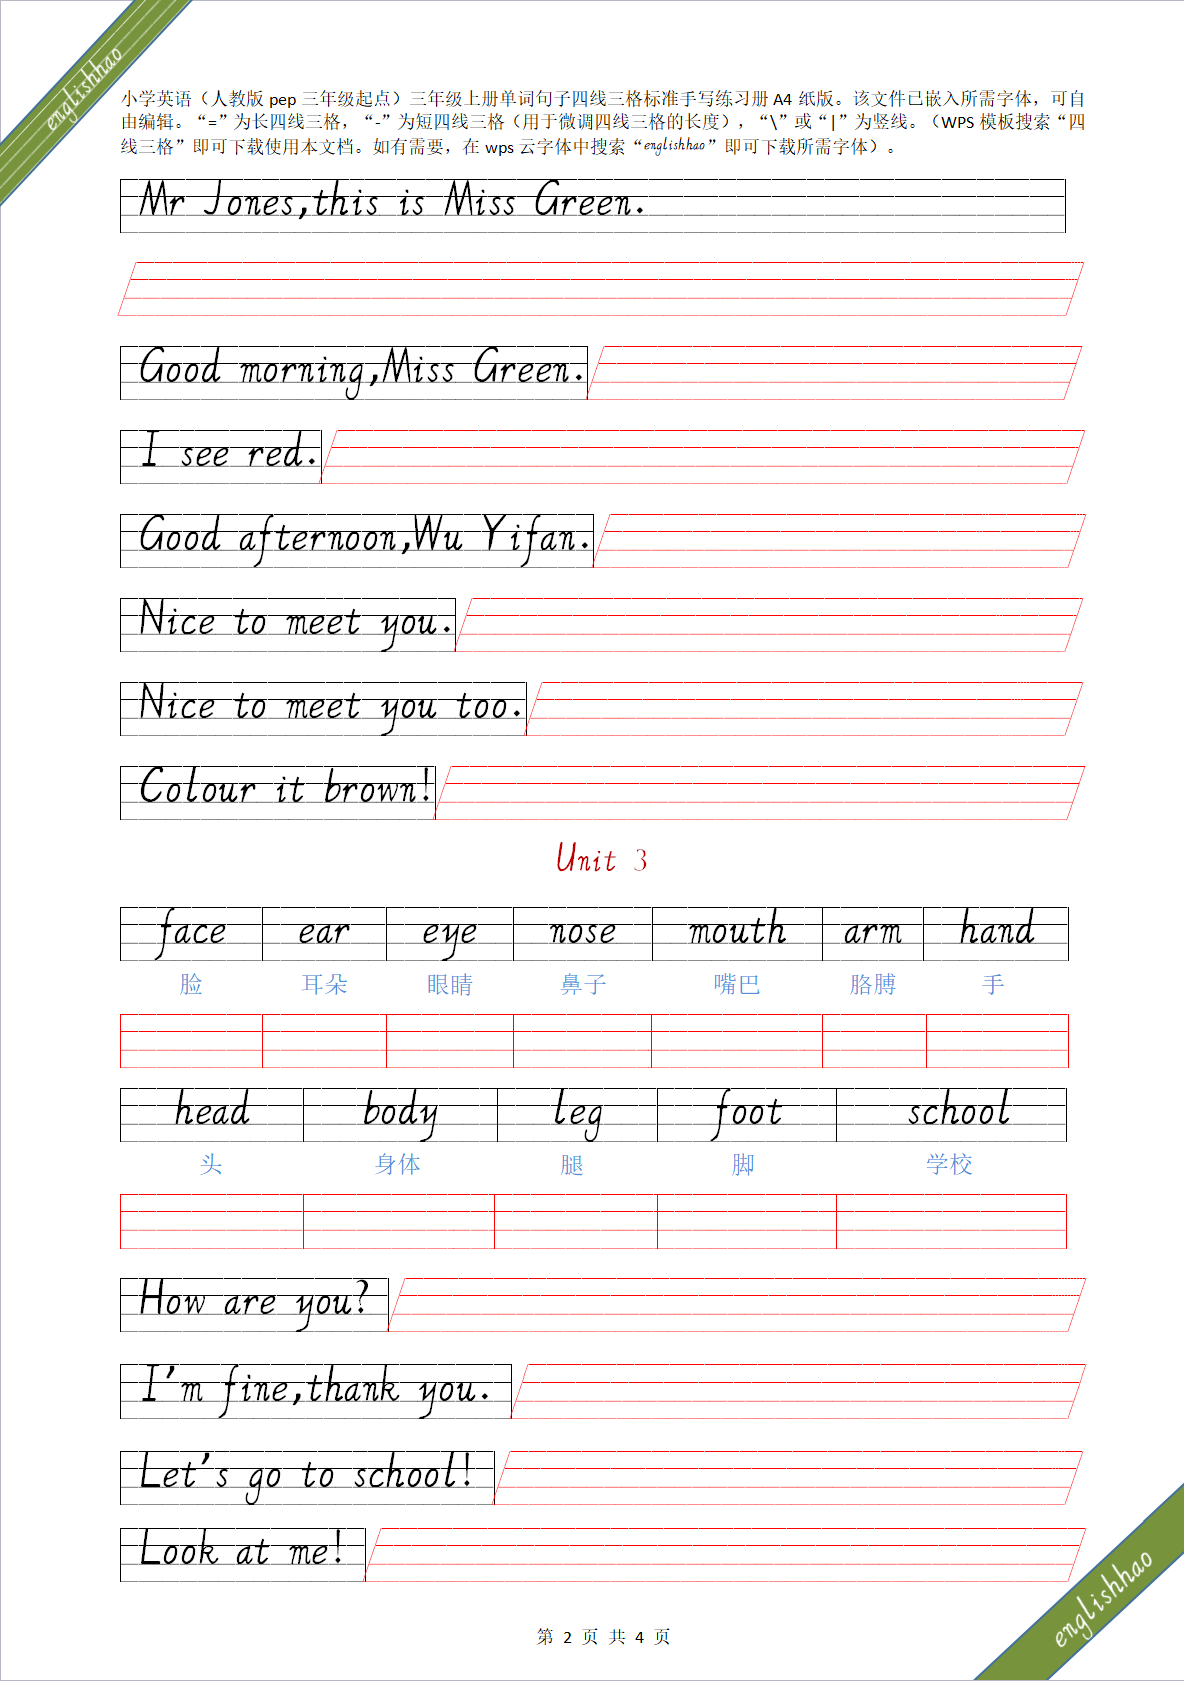 englishhao
小学英语（人教版 pep 三年级起点）三年级上册单词句子四线三格标准手写练习册 A4 纸版。该文件已嵌入所需字体，可自
由编辑。“=”为长四线三格，“-”为短四线三格（用于微调四线三格的长度），“\”或“|”为竖线。（WPS 模板搜索“四
线三格”即可下载使用本文档。如有需要，在 wps 云字体中搜索“englishhao”即可下载所需字体）。
Mr Jones,this is Miss Green.
Good morning,Miss Green.
I see red.
Good afternoon,Wu Yifan.
Nice to meet you.
Nice to meet you too.
Colour it brown!
Unit 3
face ear eye nose mouth arm hand
脸 耳朵 眼睛 鼻子 嘴巴 胳膊 手
head body leg foot school
头 身体 腿 脚 学校
How are you?
I'm fine,thank you.
Let's go to school!
Look at me!
englishhao
第 2 页 共 4 页